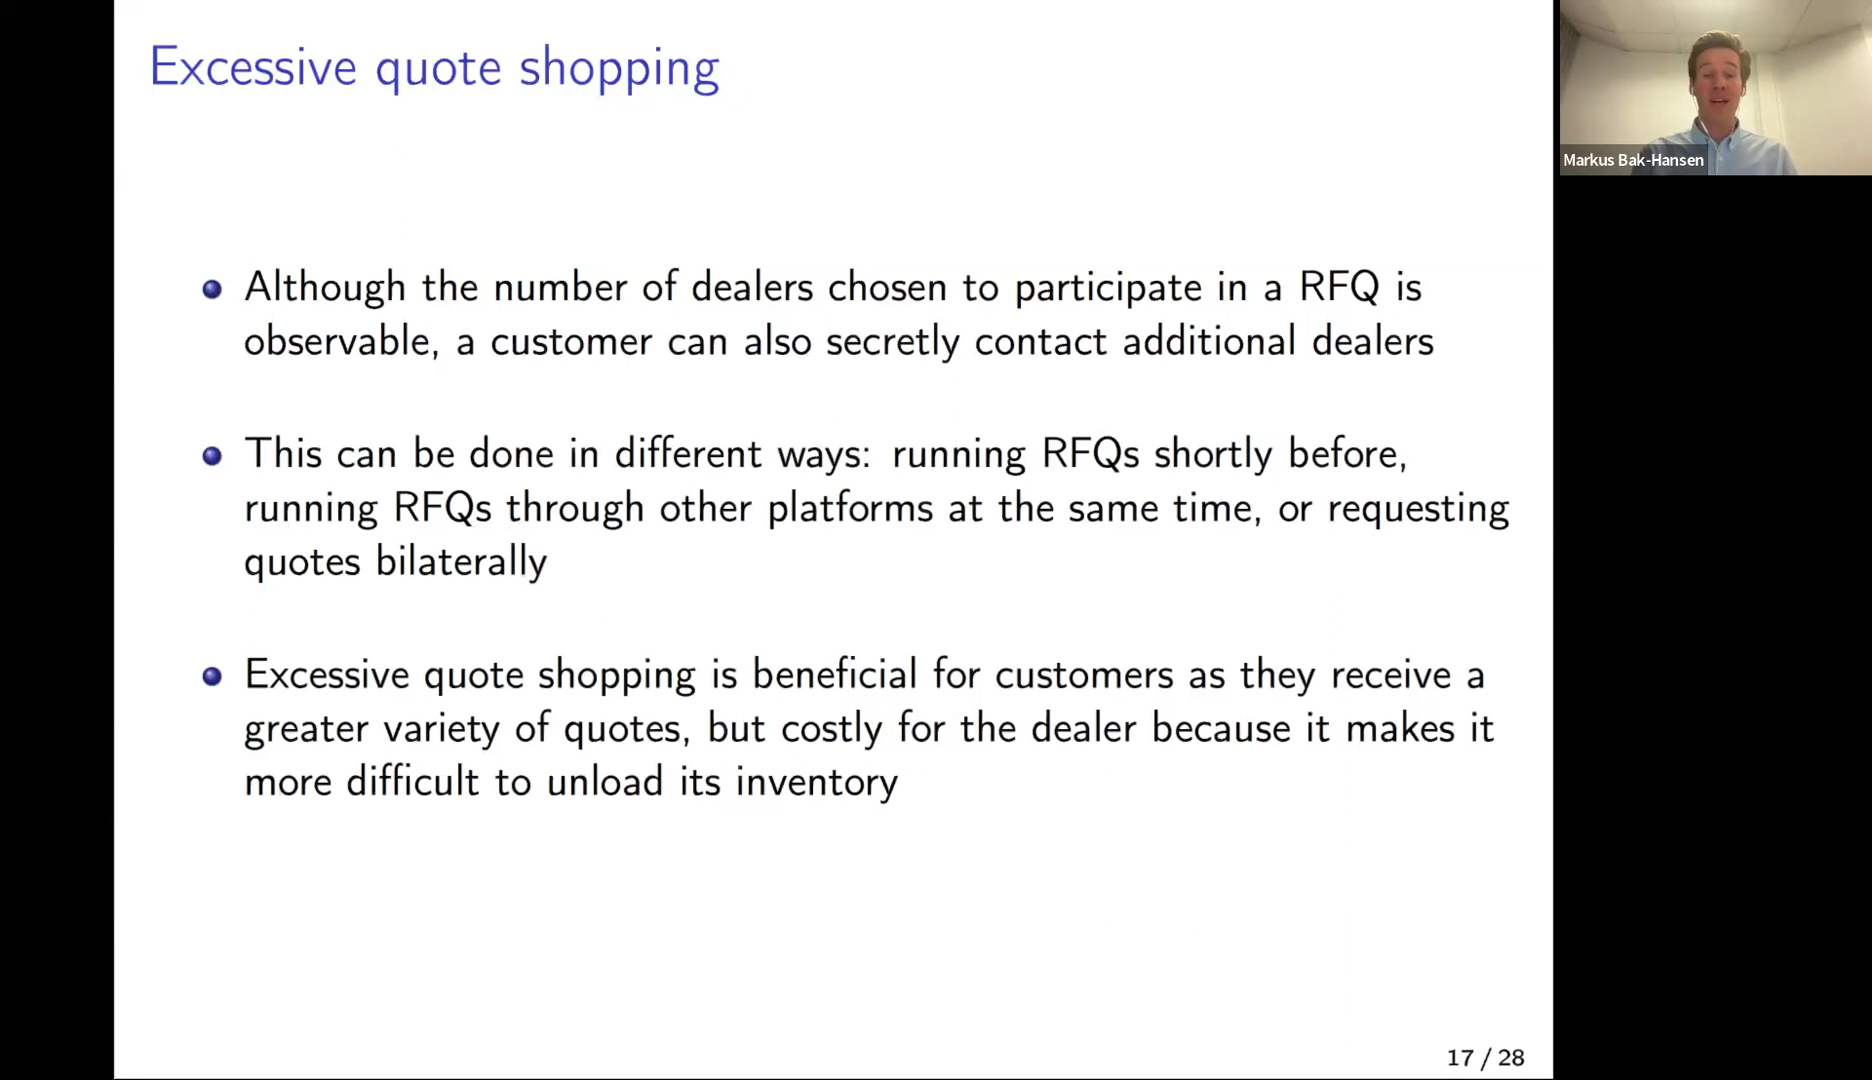 Excessive quote shopping
Markus Bak-Hansen
Although the number of dealers chosen to participate in a RFQ is
observable, a customer can also secretly contact additional dealers
This can be done in different ways: running RFQs shortly before,
running RFQs through other platforms at the same time, or requesting
quotes bilaterally
Excessive quote shopping is beneficial for customers as they receive a
greater variety of quotes, but costly for the dealer because it makes it
more difficult to unload its inventory
17 / 28